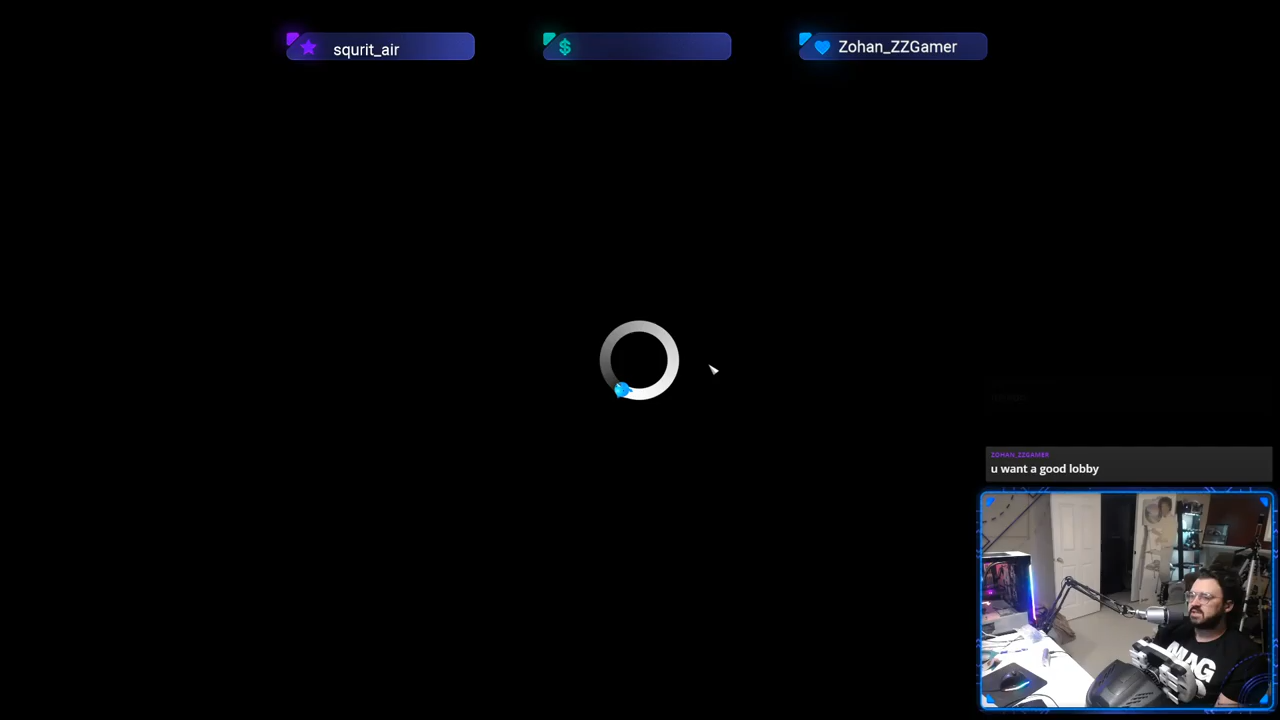 squrit_air
$
Zohan_ZZGamer
ZOHAN_ZZGAMER
u want a good lobby